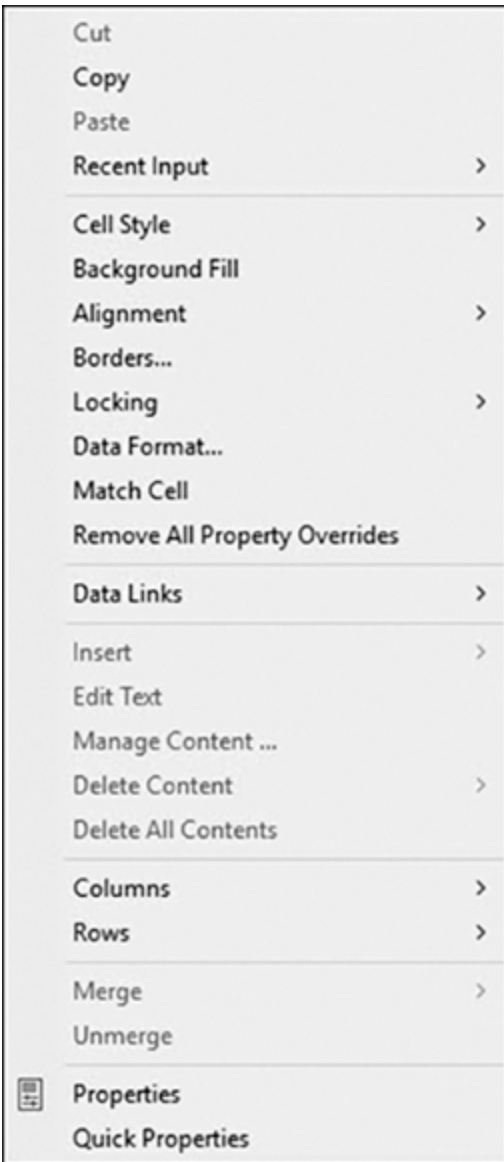 Cut
Copy
Paste
Recent Input
Cell Style
Background Fill
Alignment
Borders...
Locking
Data Format...
Match Cell
Remove All Property Overrides
Data Links
Insert
Edit Text
Manage Content ...
Delete Content
Delete All Contents
Columns
Rows
Merge
Unmerge
Properties
Quick Properties